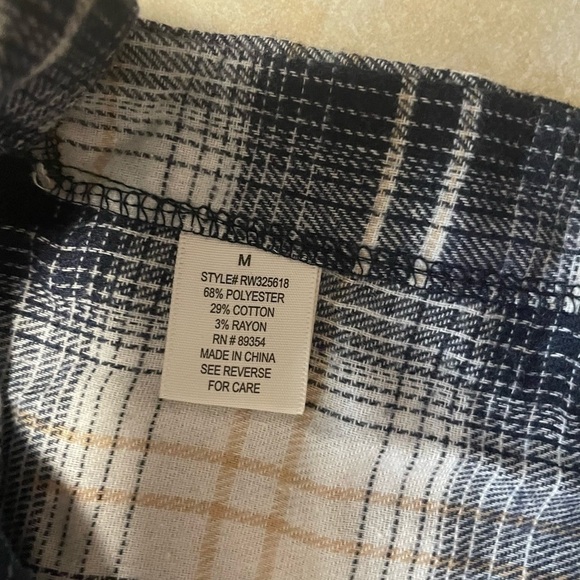 M
STYLE# RW325618
68% POLYESTER
29% COTTON
3% RAYON
RN # 89354
MADE IN CHINA
SEE REVERSE
FOR CARE